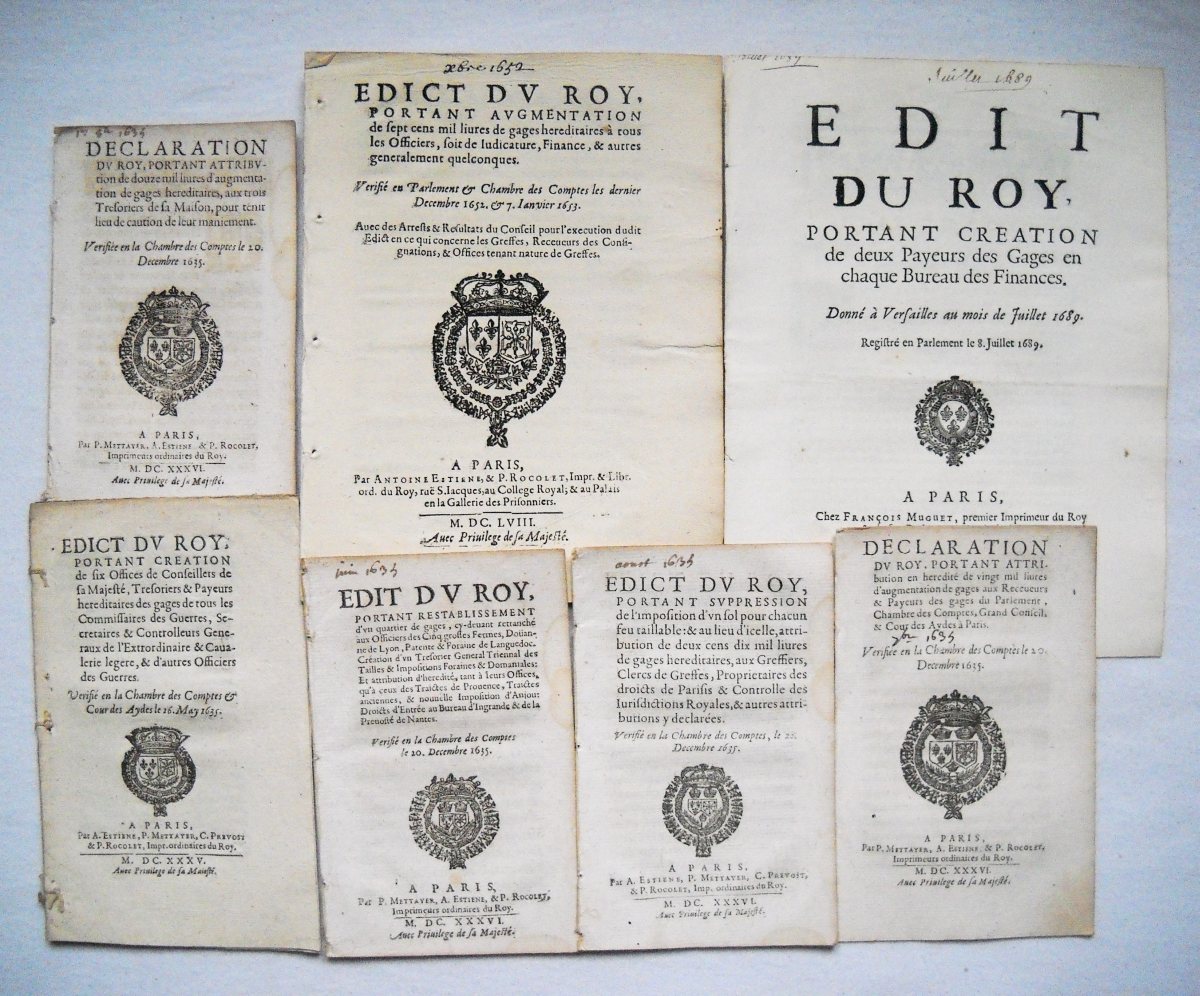 1635
DECLARATION
DV ROY, PORTANT ATTRIBV-
tion de douze mil liures d'augmenta-
tion de gages hereditaires, aux trois
Tresoriers de sa Maison, pour tenir
lieu de caution de leur maniement.
Verifiée en la Chambre des Comptes le 20.
Decembre 1635.
A PARIS,
Par P. METTAYER, A. ESTIENE, & P. ROCOLET,
Imprimeurs ordinaires du Roy.
M. DC. XXXVI.
Auec Priuilege de sa Majesté.
xbre 1652
EDICT DV ROY,
PORTANT AVGMENTATION
de sept cens mil liures de gages hereditaires à tous
les Officiers, soit de Iudicature, Finance, & autres
generalement quelconques.
Verifié en Parlement & Chambre des Comptes les dernier
Decembre 1652. & 7. Ianvier 1653.
Auec des Arrests & Resultats du Conseil pour l'execution dudit
Edict en ce qui concerne les Greffes, Receueurs des Consi-
gnations, & Offices tenant nature de Greffes.
A PARIS,
Par ANTOINE ESTIENE, & P. ROCOLET, Impr. & Libr.
ord. du Roy, ruë S. Iacques, au College Royal; & au Palais
en la Gallerie des Prisonniers.
M. DC. LVIII.
Auec Priuilege de sa Majesté.
Juillet 1689
EDIT
DU ROY,
PORTANT CREATION
de deux Payeurs des Gages en
chaque Bureau des Finances.
Donné à Versailles au mois de Juillet 1689.
Registré en Parlement le 8. Juillet 1689.
A PARIS,
Chez FRANÇOIS MUGUET, premier Imprimeur du Roy
EDICT DV ROY,
PORTANT CREATION
de six Offices de Conseillers de
sa Majesté, Tresoriers & Payeurs
hereditaires des gages de tous les
Commissaires des Guerres, Se-
cretaires & Controlleurs Gene-
raux de l'Extrordinaire & Caua-
lerie legere, & d'autres Officiers
des Guerres.
Verifié en la Chambre des Comptes &
Cour des Aydes le 16. May 1635.
A PARIS,
Par A. ESTIENE, P. METTAYER, C. PREVOST
& P. ROCOLET, Impr. ordinaires du Roy.
M. DC. XXXV.
Auec Priuilege de sa Maiesté.
juin 1635
EDIT DV ROY,
PORTANT RESTABLISSEMENT
d'vn quartier de gages, cy-deuant retranché
aux Officiers des Cinq grosses Fermes, Doüan-
ne de Lyon, Patente & Foraine de Languedoc.
Création d'vn Tresorier General Triennal des
Tailles & Impositions Foraines & Domaniales:
Et attribution d'heredité, tant à leurs Offices,
qu'à ceux des Traictes de Prouence, Traictes
anciennes, & nouuelle Imposition d'Anjou:
Droicts d'Entrée au Bureau d'Ingrande & de la
Preuosté de Nantes.
Verifié en la Chambre des Comptes
le 20. Decembre 1635.
A PARIS,
Par P. METTAYER, A. ESTIENE, & P. ROCOLET,
Imprimeurs ordinaires du Roy.
M. DC. XXXVI.
Auec Priuilege de sa Majesté.
aoust 1635
EDICT DV ROY,
PORTANT SVPPRESSION
de l'imposition d'vn sol pour chacun
feu taillable: & au lieu d'icelle, attri-
bution de deux cens dix mil liures
de gages hereditaires, aux Greffiers,
Clercs de Greffes, Proprietaires des
droicts de Parisis & Controlle des
Iurisdictions Royales, & autres attri-
butions y declarées.
Verifié en la Chambre des Comptes, le 20.
Decembre 1635.
A PARIS,
Par A. ESTIENE, P. METTAYER, C. PREVOST,
& P. ROCOLET, Imp. ordinaires du Roy.
M. DC. XXXVI.
Auec Priuilege de sa Majesté.
DECLARATION
DV ROY, PORTANT ATTRI-
bution en heredité de vingt mil liures
d'augmentation de gages aux Receueurs
& Payeurs des gages du Parlement,
Chambre des Comptes, Grand Conseil,
& Cour des Aydes à Paris.
1635
Verifiée en la Chambre des Comptes le 20.
Decembre 1635.
A PARIS,
Par P. METTAYER, A. ESTIENE, & P. ROCOLET,
Imprimeurs ordinaires du Roy.
M. DC. XXXVI.
Auec Priuilege de sa Majesté.